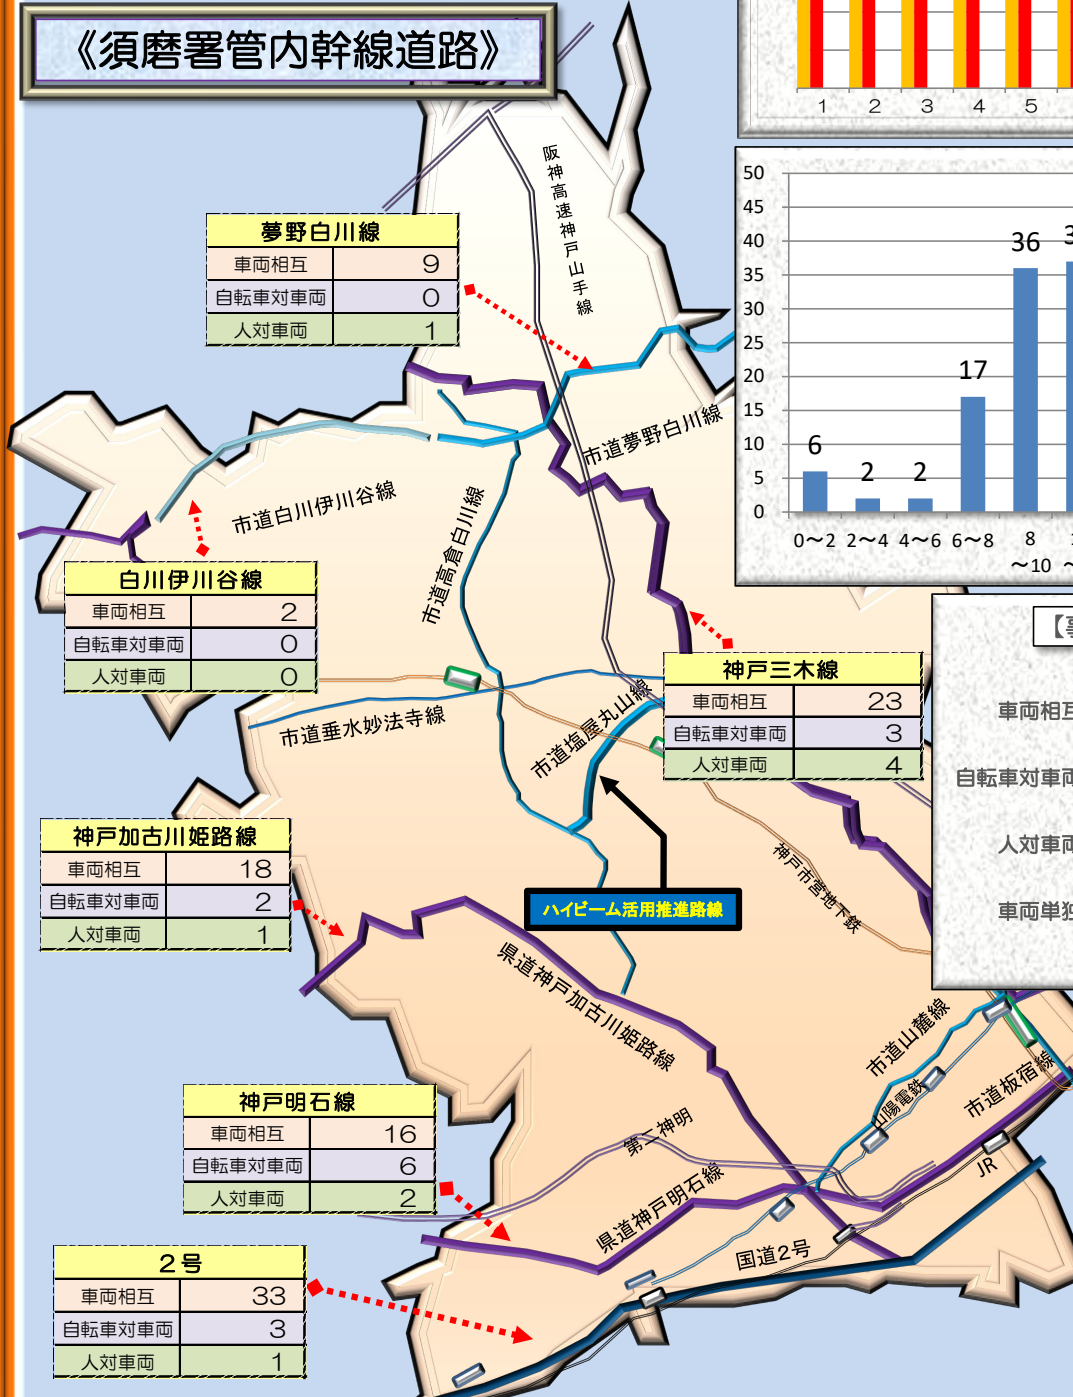 《須磨署管内幹線道路》
1 2 3 4 5
50
45
40
35
30
25
20
15
10
5
0
6
2
2
17
36
0～2 2～4 4～6 6～8 8～10
夢野白川線
車両相互 9
自転車対車両 0
人対車両 1
阪神高速神戸山手線
市道夢野白川線
市道白川伊川谷線
市道高倉白川線
白川伊川谷線
車両相互 2
自転車対車両 0
人対車両 0
市道垂水妙法寺線
市道塩屋丸山線
神戸三木線
車両相互 23
自転車対車両 3
人対車両 4
車両相互
自転車対車両
人対車両
車両単独
神戸加古川姫路線
車両相互 18
自転車対車両 2
人対車両 1
ハイビーム活用推進路線
神戸市営地下鉄
県道神戸加古川姫路線
市道山麓線
山陽電鉄
市道板宿線
JR
神戸明石線
車両相互 16
自転車対車両 6
人対車両 2
第二神明
県道神戸明石線
国道2号
2号
車両相互 33
自転車対車両 3
人対車両 1